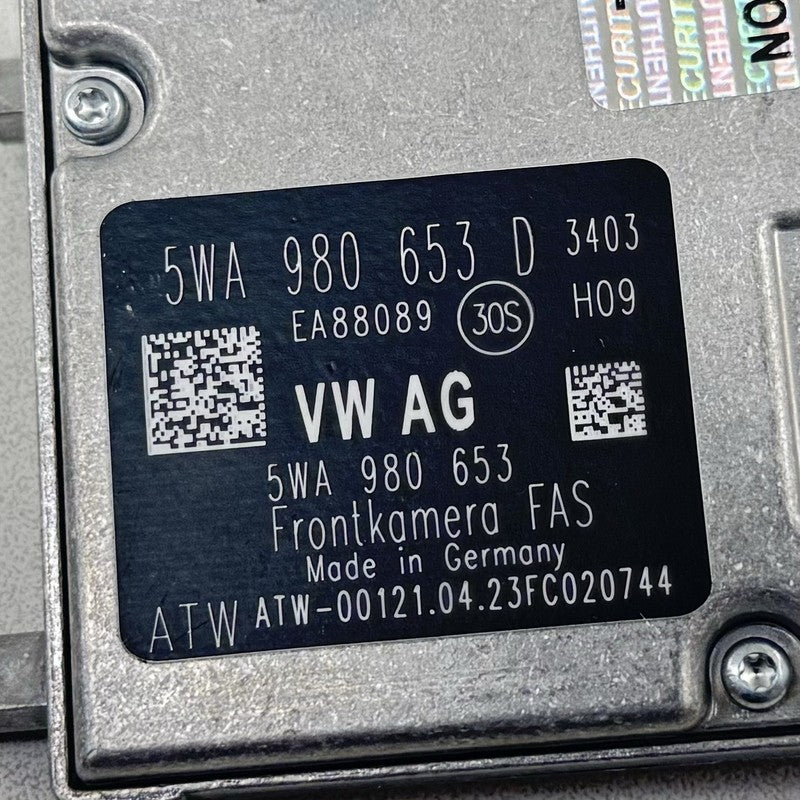 NO
5WA 980 653 D 3403
EA88089 30S H09
VW AG
5WA 980 653
Frontkamera FAS
Made in Germany
ATW ATW-00121.04.23FC020744